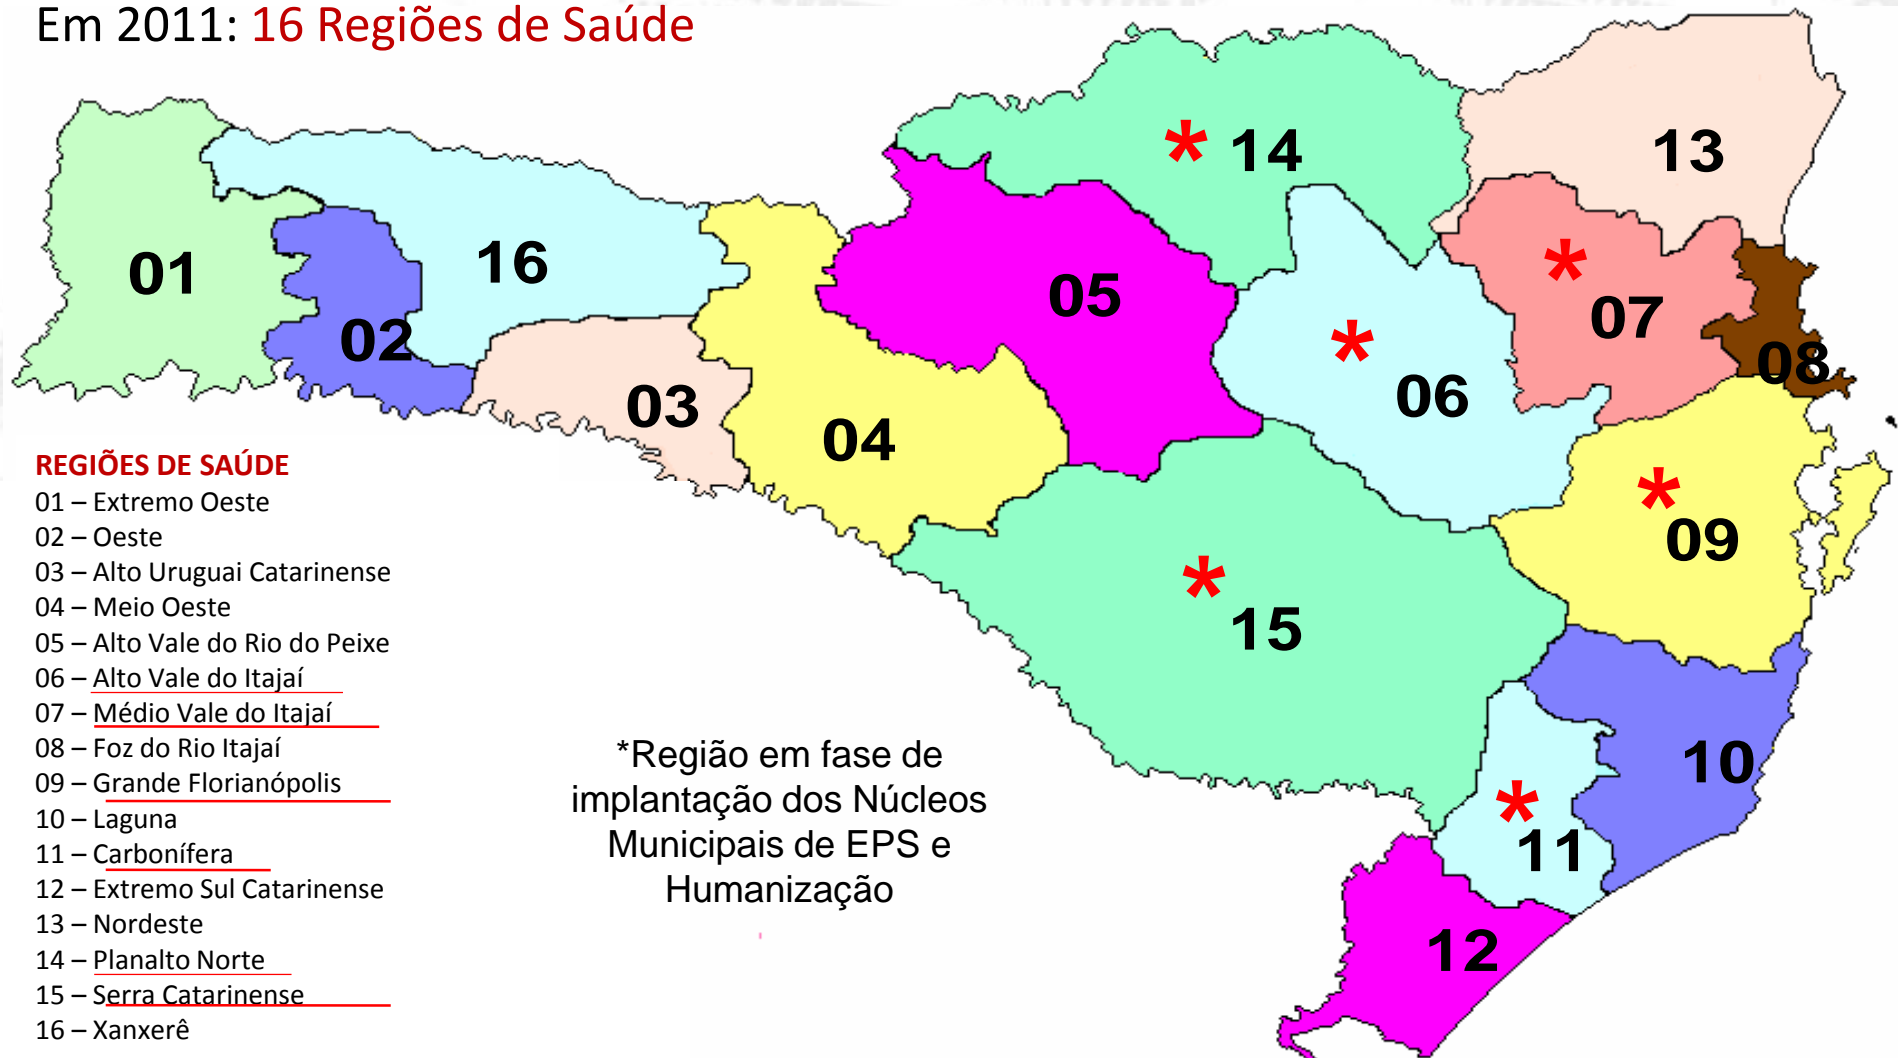 Em 2011: 16 Regiões de Saúde
* 14
13
01
16
05
* 07
* 06
02
08
03
04
* 09
* 15
10
* 11
12
REGIÕES DE SAÚDE
01 – Extremo Oeste
02 – Oeste
03 – Alto Uruguai Catarinense
04 – Meio Oeste
05 – Alto Vale do Rio do Peixe
06 – Alto Vale do Itajaí
07 – Médio Vale do Itajaí
08 – Foz do Rio Itajaí
09 – Grande Florianópolis
10 – Laguna
11 – Carbonífera
12 – Extremo Sul Catarinense
13 – Nordeste
14 – Planalto Norte
15 – Serra Catarinense
16 – Xanxerê
*Região em fase de
implantação dos Núcleos
Municipais de EPS e
Humanização